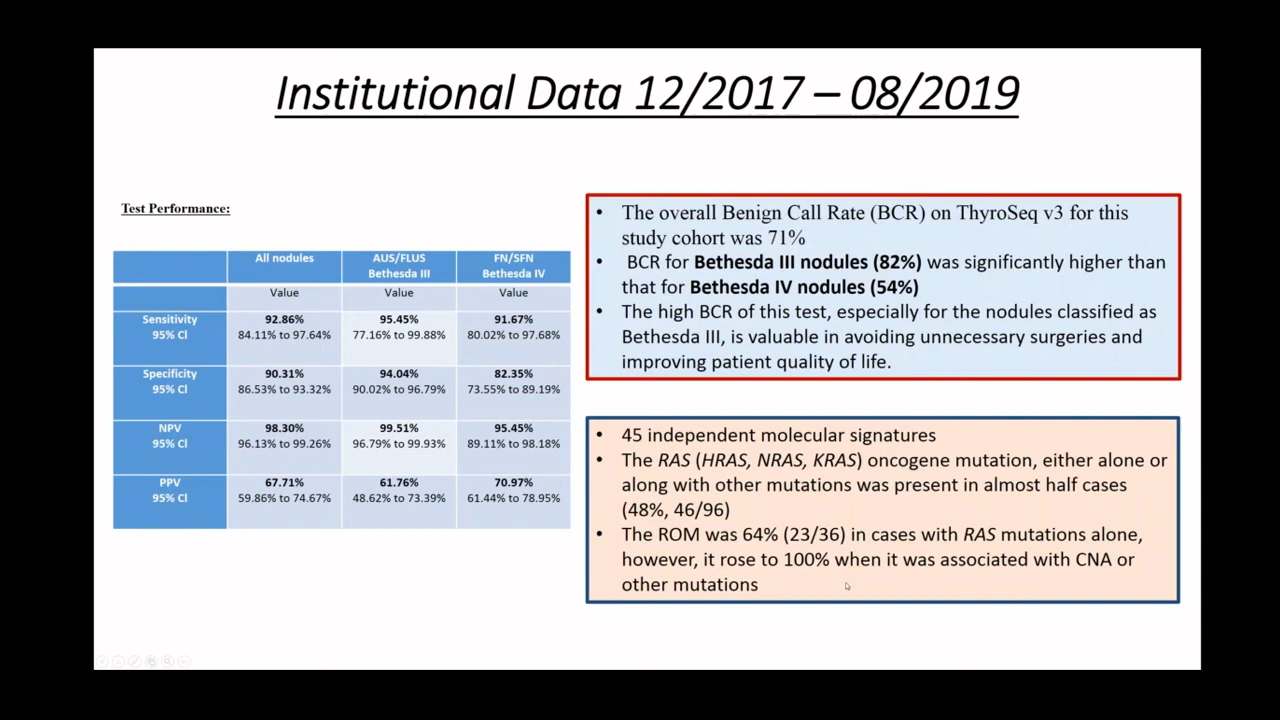 Institutional Data 12/2017 – 08/2019
Test Performance:
All nodules AUS/FLUS Bethesda III FN/SFN Bethesda IV
Value Value Value
Sensitivity 92.86% 95.45% 91.67%
95% CI 84.11% to 97.64% 77.16% to 99.88% 80.02% to 97.68%
Specificity 90.31% 94.04% 82.35%
95% CI 86.53% to 93.32% 90.02% to 96.79% 73.55% to 89.19%
NPV 98.30% 99.51% 95.45%
95% CI 96.13% to 99.26% 96.79% to 99.93% 89.11% to 98.18%
PPV 67.71% 61.76% 70.97%
95% CI 59.86% to 74.67% 48.62% to 73.39% 61.44% to 78.95%
• The overall Benign Call Rate (BCR) on ThyroSeq v3 for this
study cohort was 71%
• BCR for Bethesda III nodules (82%) was significantly higher than
that for Bethesda IV nodules (54%)
• The high BCR of this test, especially for the nodules classified as
Bethesda III, is valuable in avoiding unnecessary surgeries and
improving patient quality of life.
• 45 independent molecular signatures
• The RAS (HRAS, NRAS, KRAS) oncogene mutation, either alone or
along with other mutations was present in almost half cases
(48%, 46/96)
• The ROM was 64% (23/36) in cases with RAS mutations alone,
however, it rose to 100% when it was associated with CNA or
other mutations